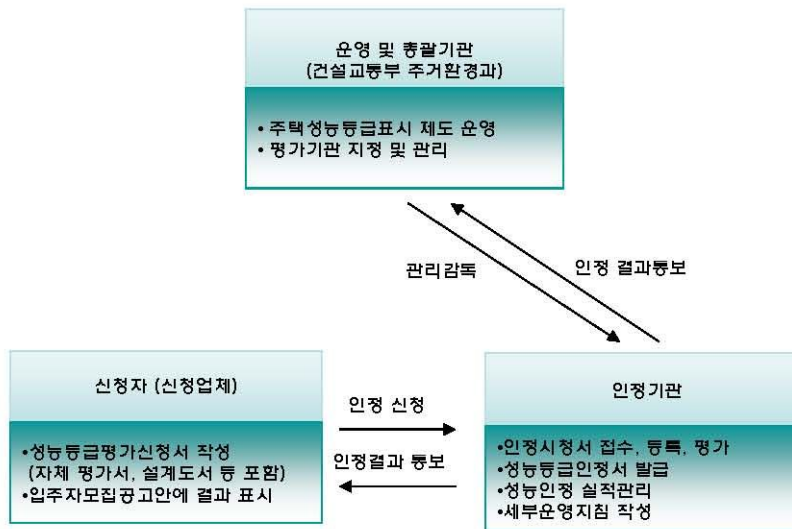 운영 및 총괄기관
(건설교통부 주거환경과)
• 주택성능등급표시 제도 운영
• 평가기관 지정 및 관리
관리감독
인정 결과통보
신청자 (신청업체)
•성능등급평가신청서 작성
(자체 평가서, 설계도서 등 포함)
•입주자모집공고안에 결과 표시
인정 신청
인정결과 통보
인정기관
•인정시청서 접수, 등록, 평가
•성능등급인정서 발급
•성능인정 실적관리
•세부운영지침 작성